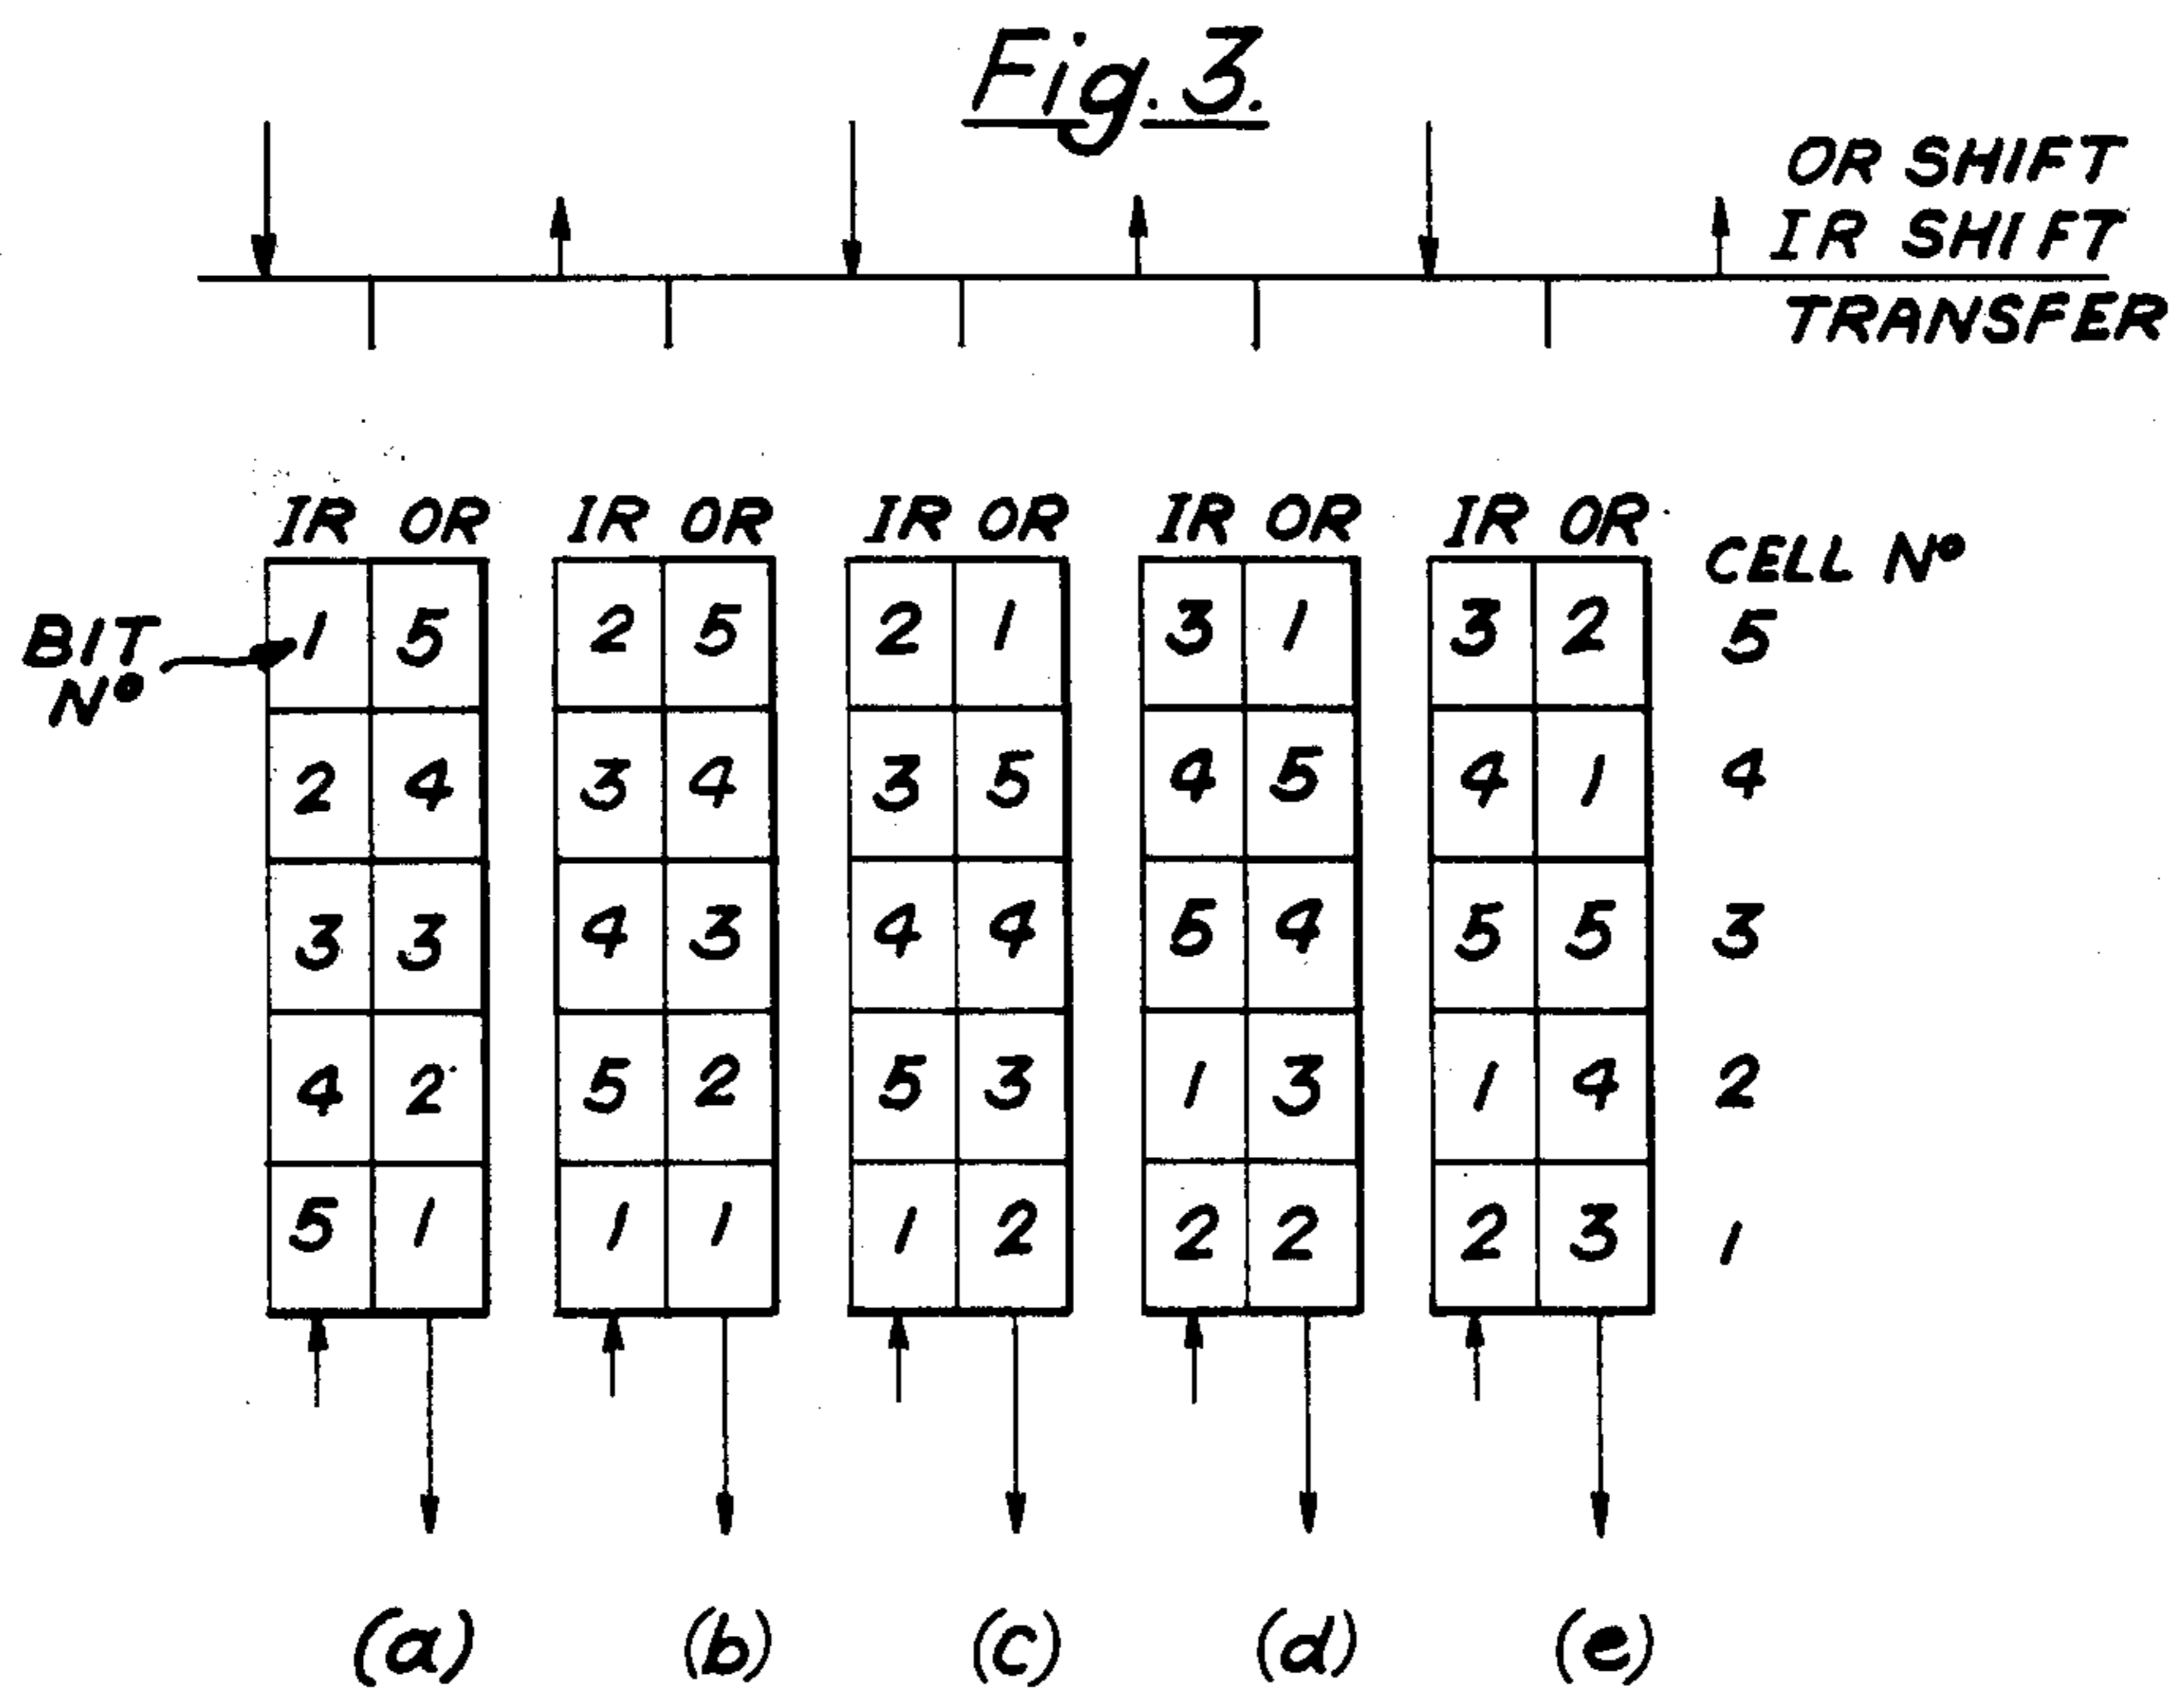 Fig. 3.
OR SHIFT
IR SHIFT
TRANSFER
IR OR IR OR IR OR IR OR IR OR
CELL Nº
BIT
Nº
1 5 2 5 2 1 3 1 3 2 5
2 4 3 4 3 5 4 5 4 1 4
3 3 4 3 4 4 5 4 5 5 3
4 2 5 2 5 3 1 3 1 4 2
5 1 1 1 1 2 2 2 2 3 1
(a) (b) (c) (d) (e)